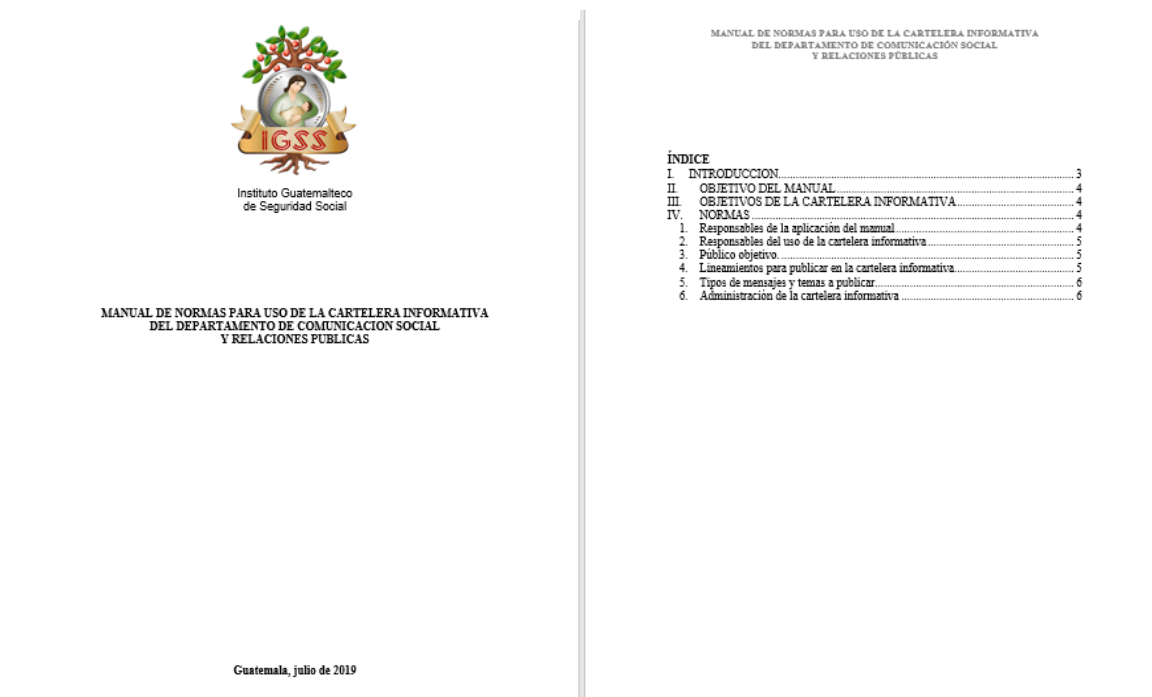 IGSS
Instituto Guatemalteco
de Seguridad Social
MANUAL DE NORMAS PARA USO DE LA CARTELERA INFORMATIVA
DEL DEPARTAMENTO DE COMUNICACION SOCIAL
Y RELACIONES PUBLICAS
Guatemala, julio de 2019
MANUAL DE NORMAS PARA USO DE LA CARTELERA INFORMATIVA
DEL DEPARTAMENTO DE COMUNICACIÓN SOCIAL
Y RELACIONES PÚBLICAS
ÍNDICE
I. INTRODUCCION 3
II. OBJETIVO DEL MANUAL 4
III. OBJETIVOS DE LA CARTELERA INFORMATIVA 4
IV. NORMAS 4
1. Responsables de la aplicación del manual 4
2. Responsables del uso de la cartelera informativa 5
3. Público objetivo. 5
4. Lineamientos para publicar en la cartelera informativa 5
5. Tipos de mensajes y temas a publicar 6
6. Administración de la cartelera informativa 6